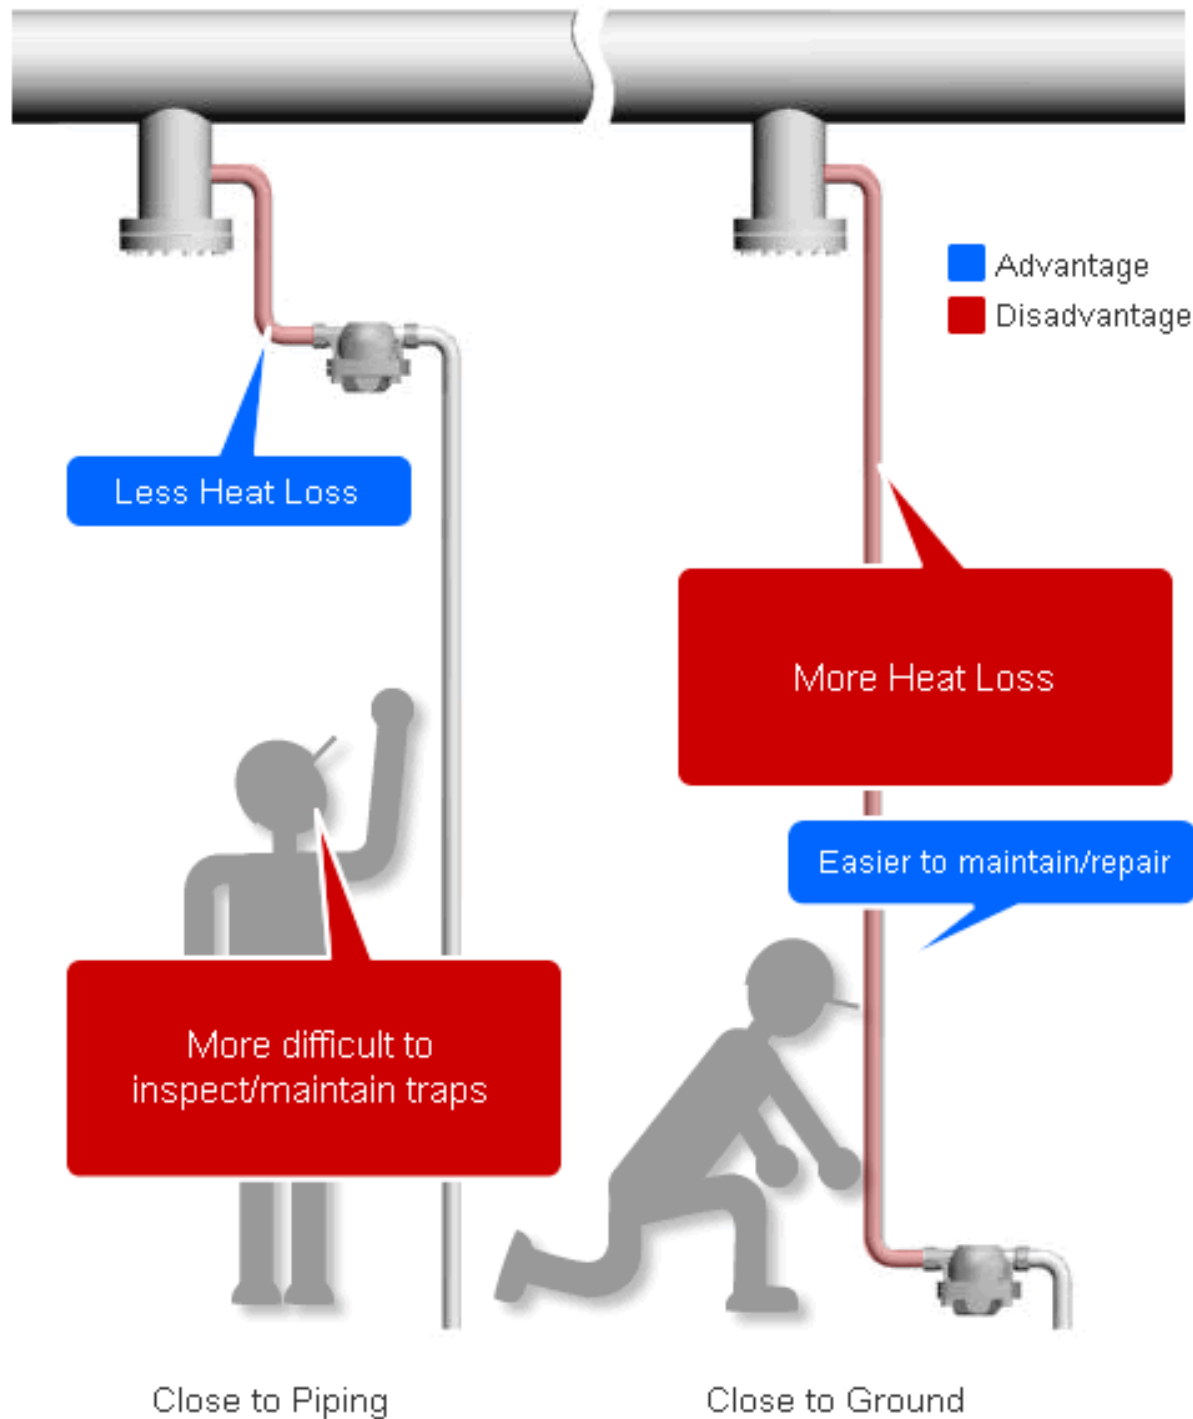 Advantage
Disadvantage
Less Heat Loss
More Heat Loss
Easier to maintain/repair
More difficult to
inspect/maintain traps
Close to Piping
Close to Ground